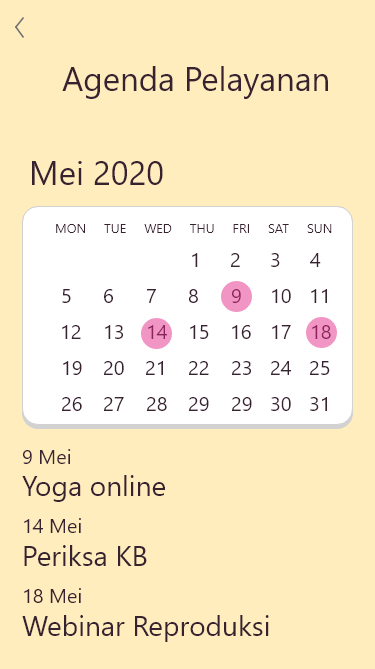 Agenda Pelayanan
Mei 2020
MON TUE WED THU FRI SAT SUN
1 2 3 4
5 6 7 8 9 10 11
12 13 14 15 16 17 18
19 20 21 22 23 24 25
26 27 28 29 29 30 31
9 Mei
Yoga online
14 Mei
Periksa KB
18 Mei
Webinar Reproduksi